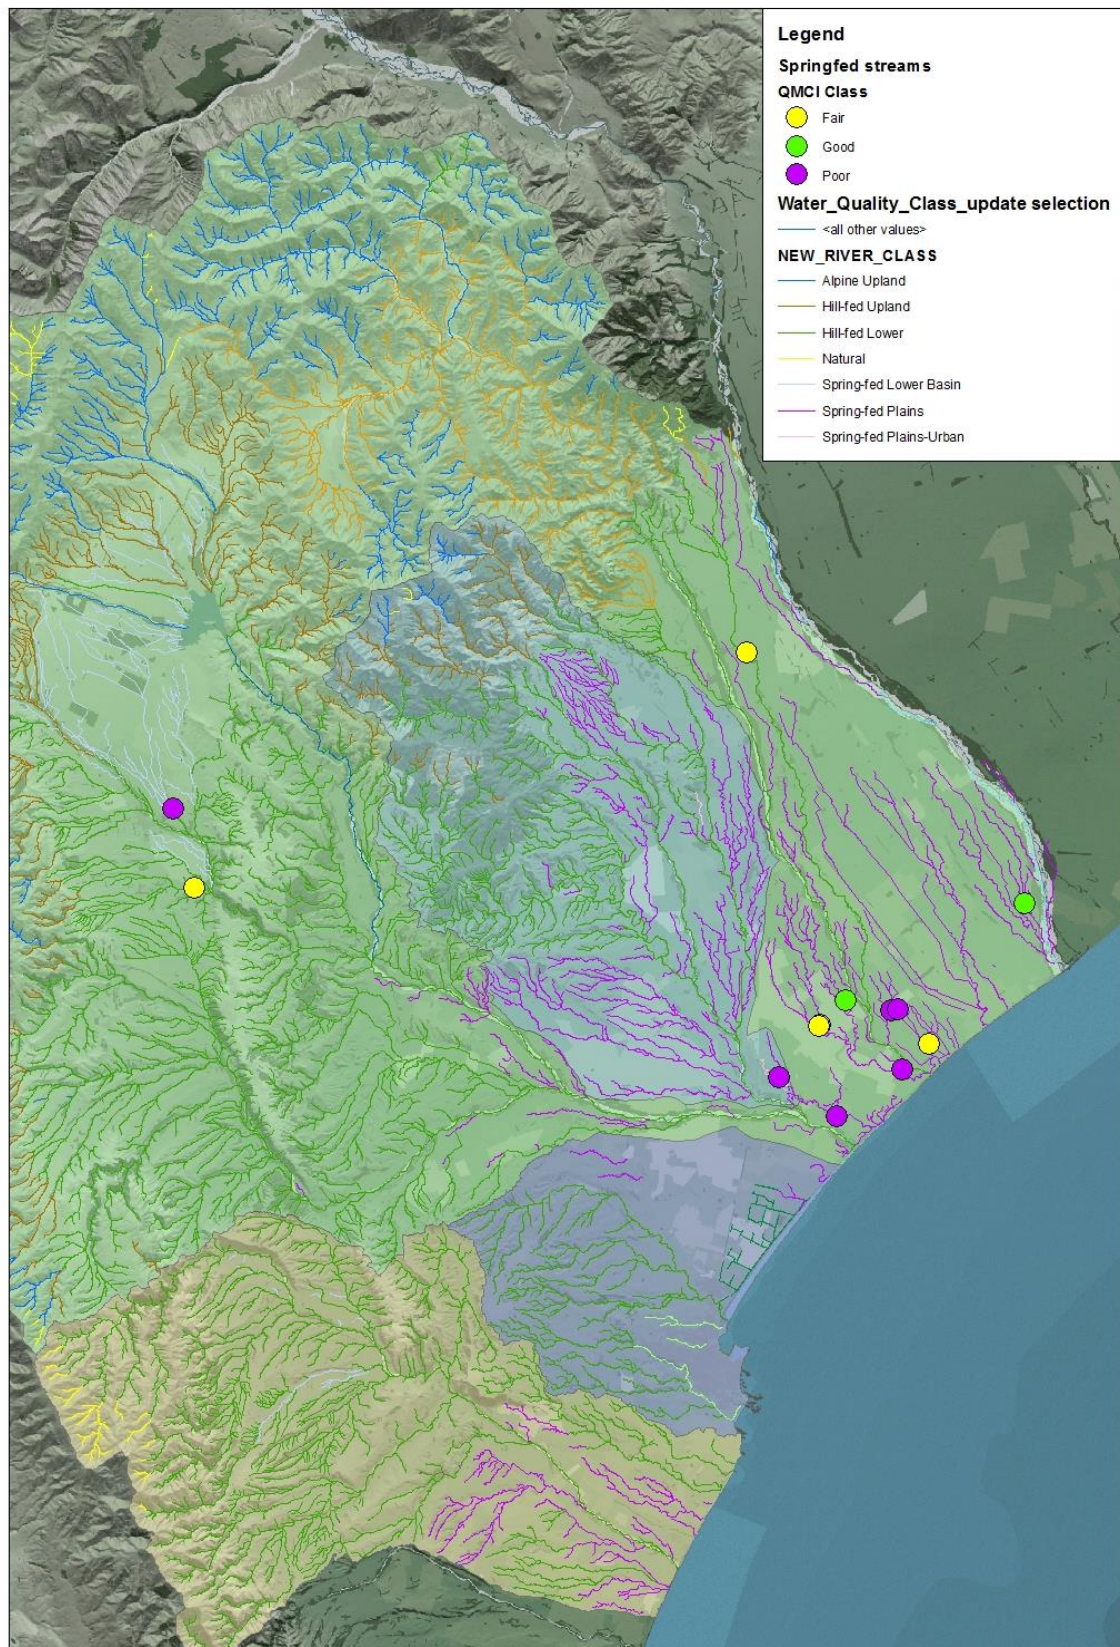 Legend
Springfed streams
QMCI Class
Fair
Good
Poor
Water_Quality_Class_update selection
<all other values>
NEW_RIVER_CLASS
Alpine Upland
Hill-fed Upland
Hill-fed Lower
Natural
Spring-fed Lower Basin
Spring-fed Plains
Spring-fed Plains-Urban